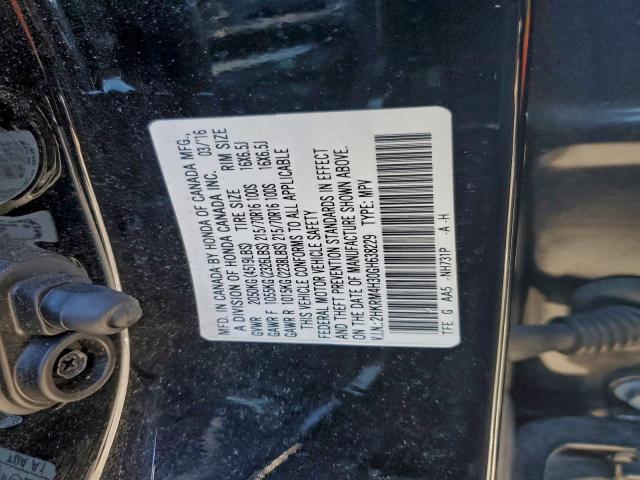 MFD. IN CANADA BY HONDA OF CANADA MFG.,
A DIVISION OF HONDA CANADA INC. 03/16
GVWR 2050KG(4519LBS) TIRE SIZE RIM SIZE
GAWR F 1055KG(2336LBS) 215/70R16 100S 16X6.5J
GAWR R 1015KG(2238LBS) 215/70R16 100S 16X6.5J
THIS VEHICLE CONFORMS TO ALL APPLICABLE
FEDERAL MOTOR VEHICLE SAFETY
AND THEFT PREVENTION STANDARDS IN EFFECT
ON THE DATE OF MANUFACTURE SHOWN ABOVE.
V.I.N.:2HKRM4H30GH638229 TYPE: MPV
TFE G AA5 NH731P -A-H